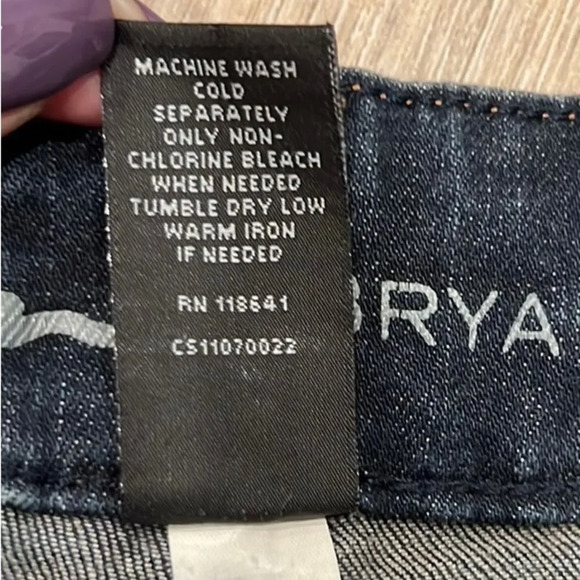 MACHINE WASH
COLD
SEPARATELY
ONLY NON-
CHLORINE BLEACH
WHEN NEEDED
TUMBLE DRY LOW
WARM IRON
IF NEEDED
RN 118641
CS11070022
BRYA